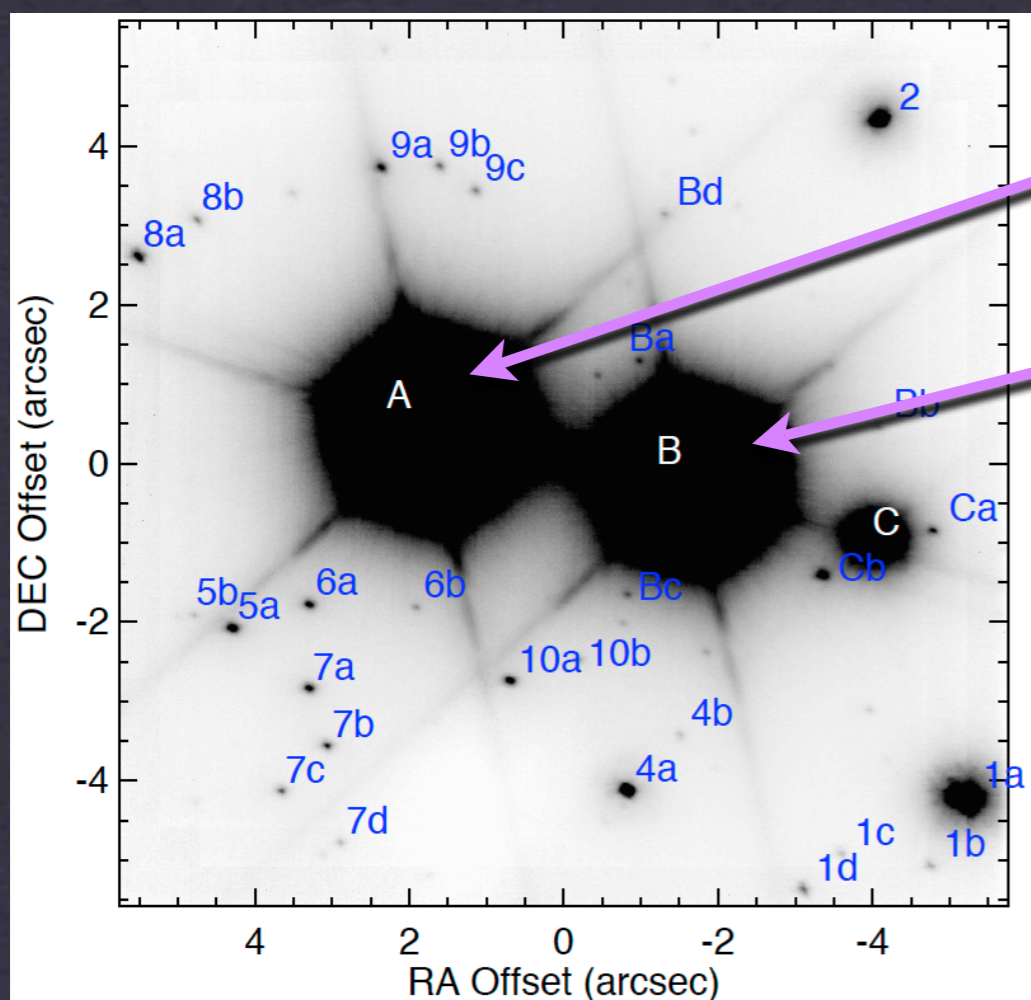 2
9a 9b
9c
8b
Bd
8a
4
2
0
-2
-4
DEC Offset (arcsec)
Ba
A
Bb
B
C
Ca
Cb
5b 5a
6a
6b
Bc
10a 10b
7a
7b
7c
7d
4b
4a
1a
1c
1b
1d
4 2 0 -2 -4
RA Offset (arcsec)